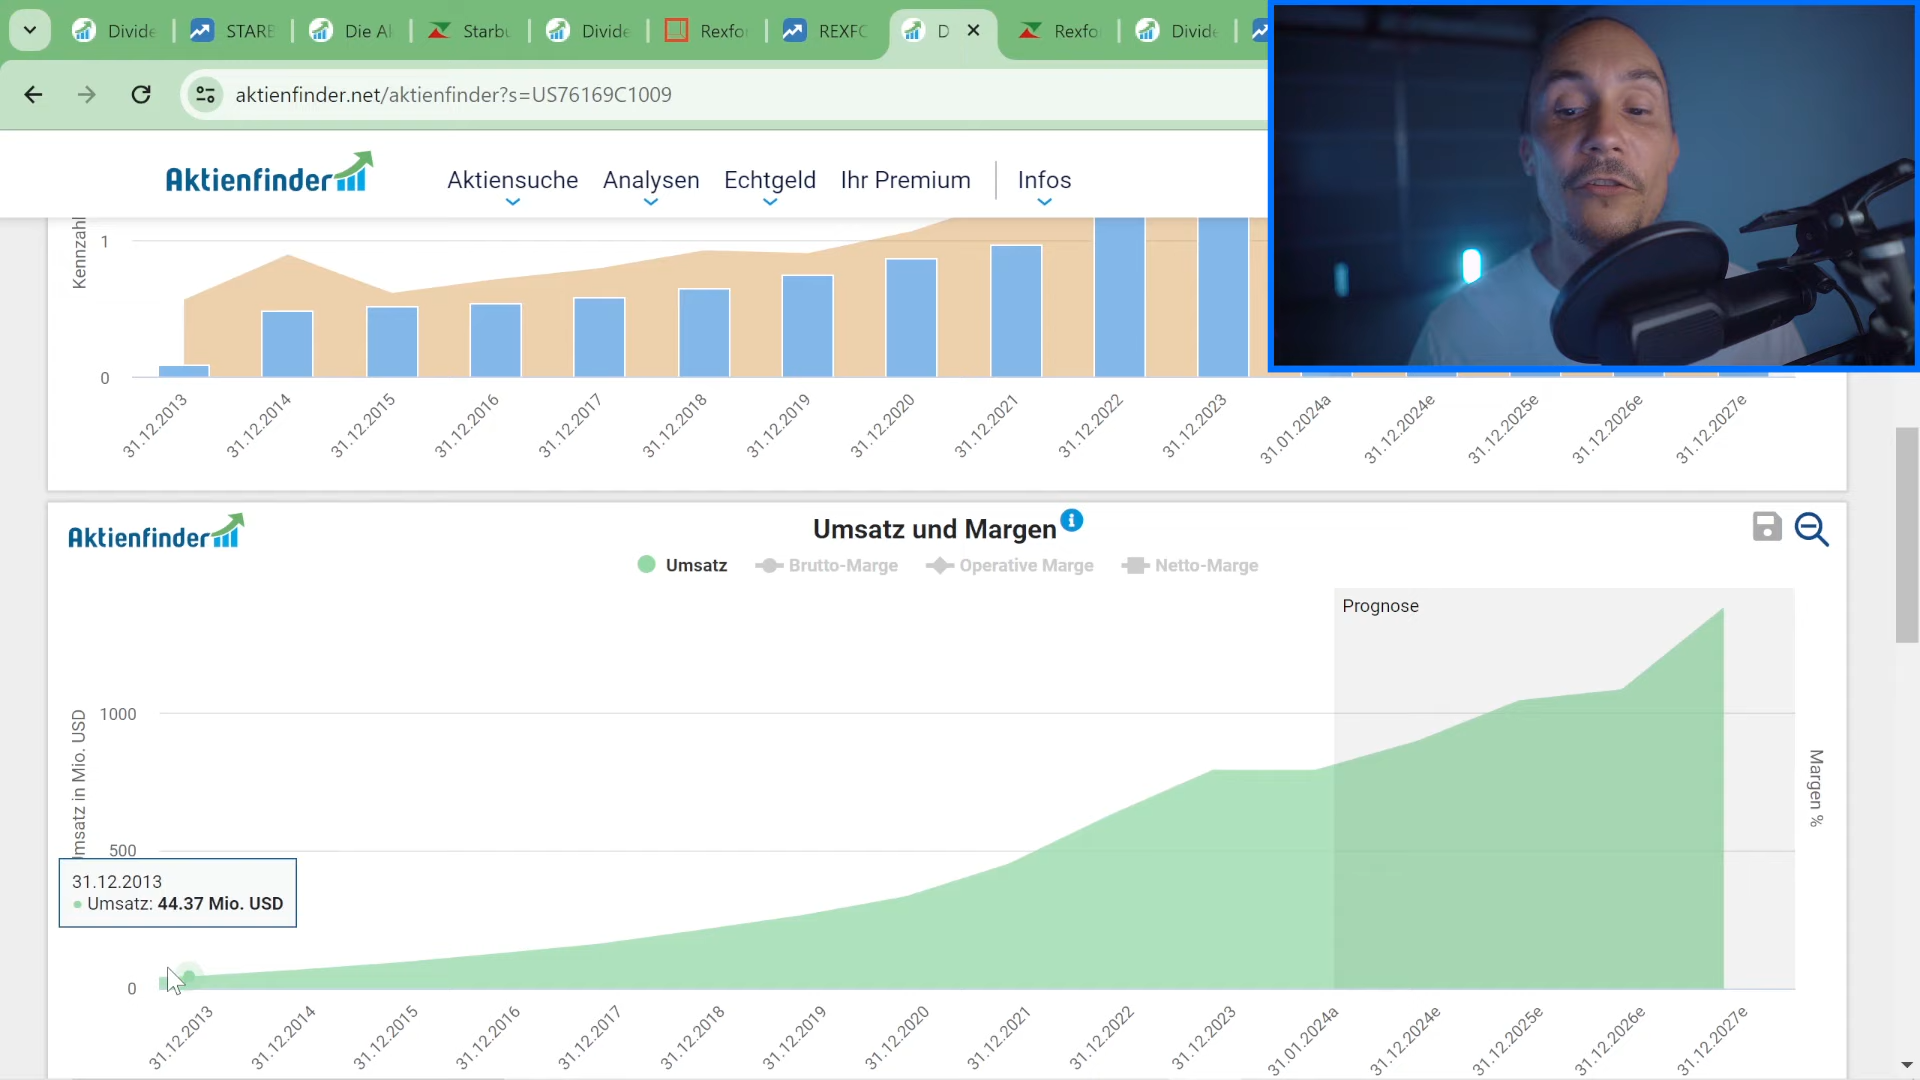 Divide
STARB
Die Al
Starbu
Divide
Rexfor
REXFO
D
Rexfo
Divide
aktienfinder.net/aktienfinder?s=US76169C1009
Aktienfinder
Aktiensuche
Analysen
Echtgeld
Ihr Premium
Infos
Kennzahl
1
0
31.12.2013
31.12.2014
31.12.2015
31.12.2016
31.12.2017
31.12.2018
31.12.2019
31.12.2020
31.12.2021
31.12.2022
31.12.2023
31.01.2024a
31.12.2024e
31.12.2025e
31.12.2026e
31.12.2027e
Aktienfinder
Umsatz und Margen
Umsatz
Brutto-Marge
Operative Marge
Netto-Marge
Prognose
Umsatz in Mio. USD
1000
500
0
Margen %
31.12.2013
Umsatz: 44.37 Mio. USD
31.12.2013
31.12.2014
31.12.2015
31.12.2016
31.12.2017
31.12.2018
31.12.2019
31.12.2020
31.12.2021
31.12.2022
31.12.2023
31.01.2024a
31.12.2024e
31.12.2025e
31.12.2026e
31.12.2027e